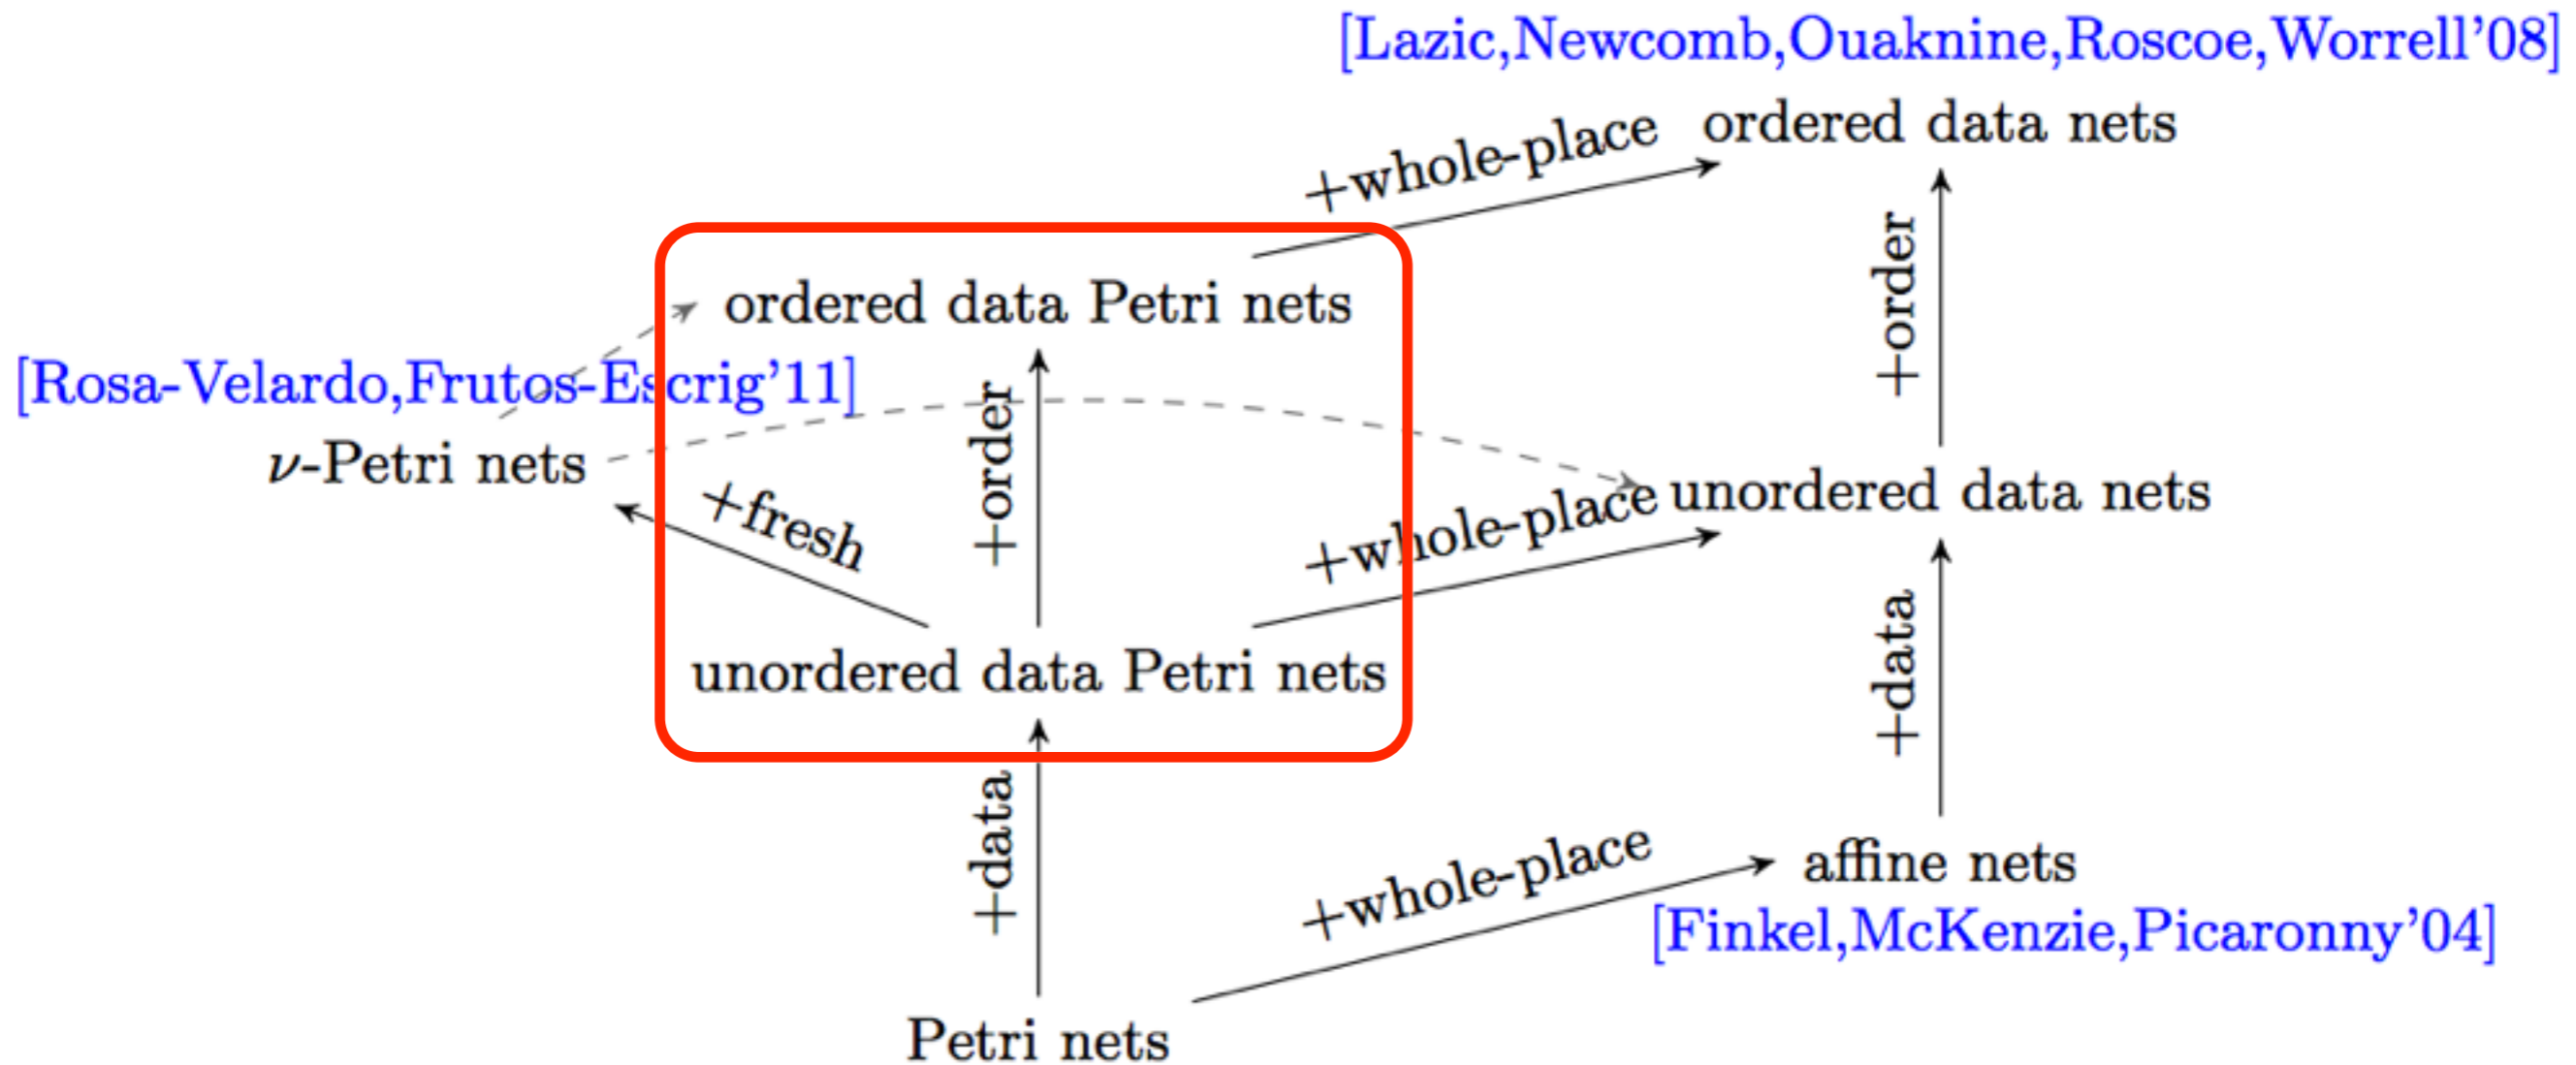 [Lazic,Newcomb,Ouaknine,Roscoe,Worrell'08]
+whole-place
ordered data nets
ordered data Petri nets
+order
[Rosa-Velardo,Frutos-Escrig'11]
ν-Petri nets
+order
+fresh
+whole-place
unordered data nets
unordered data Petri nets
+data
+data
+whole-place
affine nets
[Finkel,McKenzie,Picaronny'04]
Petri nets